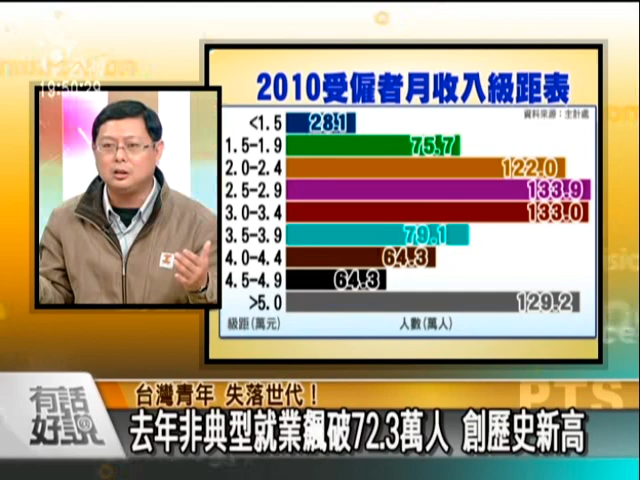 19:50:29
2010受僱者月收入級距表
資料來源:主計處
<1.5 28.1
1.5-1.9 75.7
2.0-2.4 122.0
2.5-2.9 133.9
3.0-3.4 133.0
3.5-3.9 79.1
4.0-4.4 64.3
4.5-4.9 64.3
>5.0 129.2
級距(萬元) 人數(萬人)
PTS
有話好說
台灣青年 失落世代!
去年非典型就業飆破72.3萬人 創歷史新高